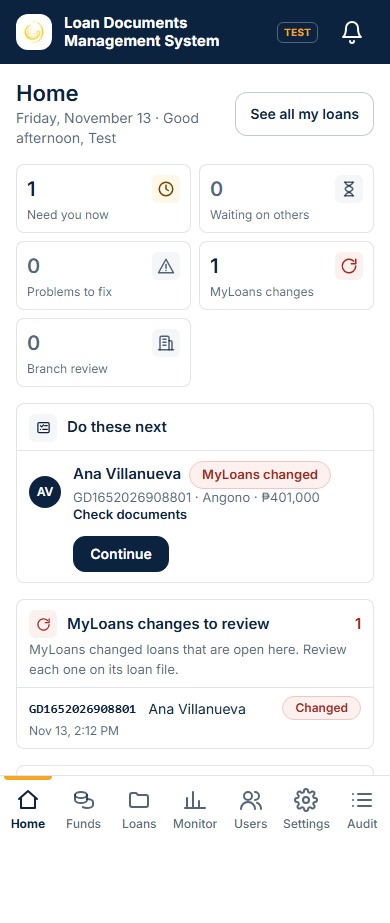 Loan Documents
Management System
TEST
Home
Friday, November 13 · Good
afternoon, Test
See all my loans
1
Need you now
0
Waiting on others
0
Problems to fix
1
MyLoans changes
0
Branch review
Do these next
AV
Ana Villanueva
MyLoans changed
GD1652026908801 · Angono · ₱401,000
Check documents
Continue
MyLoans changes to review
1
MyLoans changed loans that are open here. Review
each one on its loan file.
GD1652026908801 Ana Villanueva
Changed
Nov 13, 2:12 PM
Home
Funds
Loans
Monitor
Users
Settings
Audit